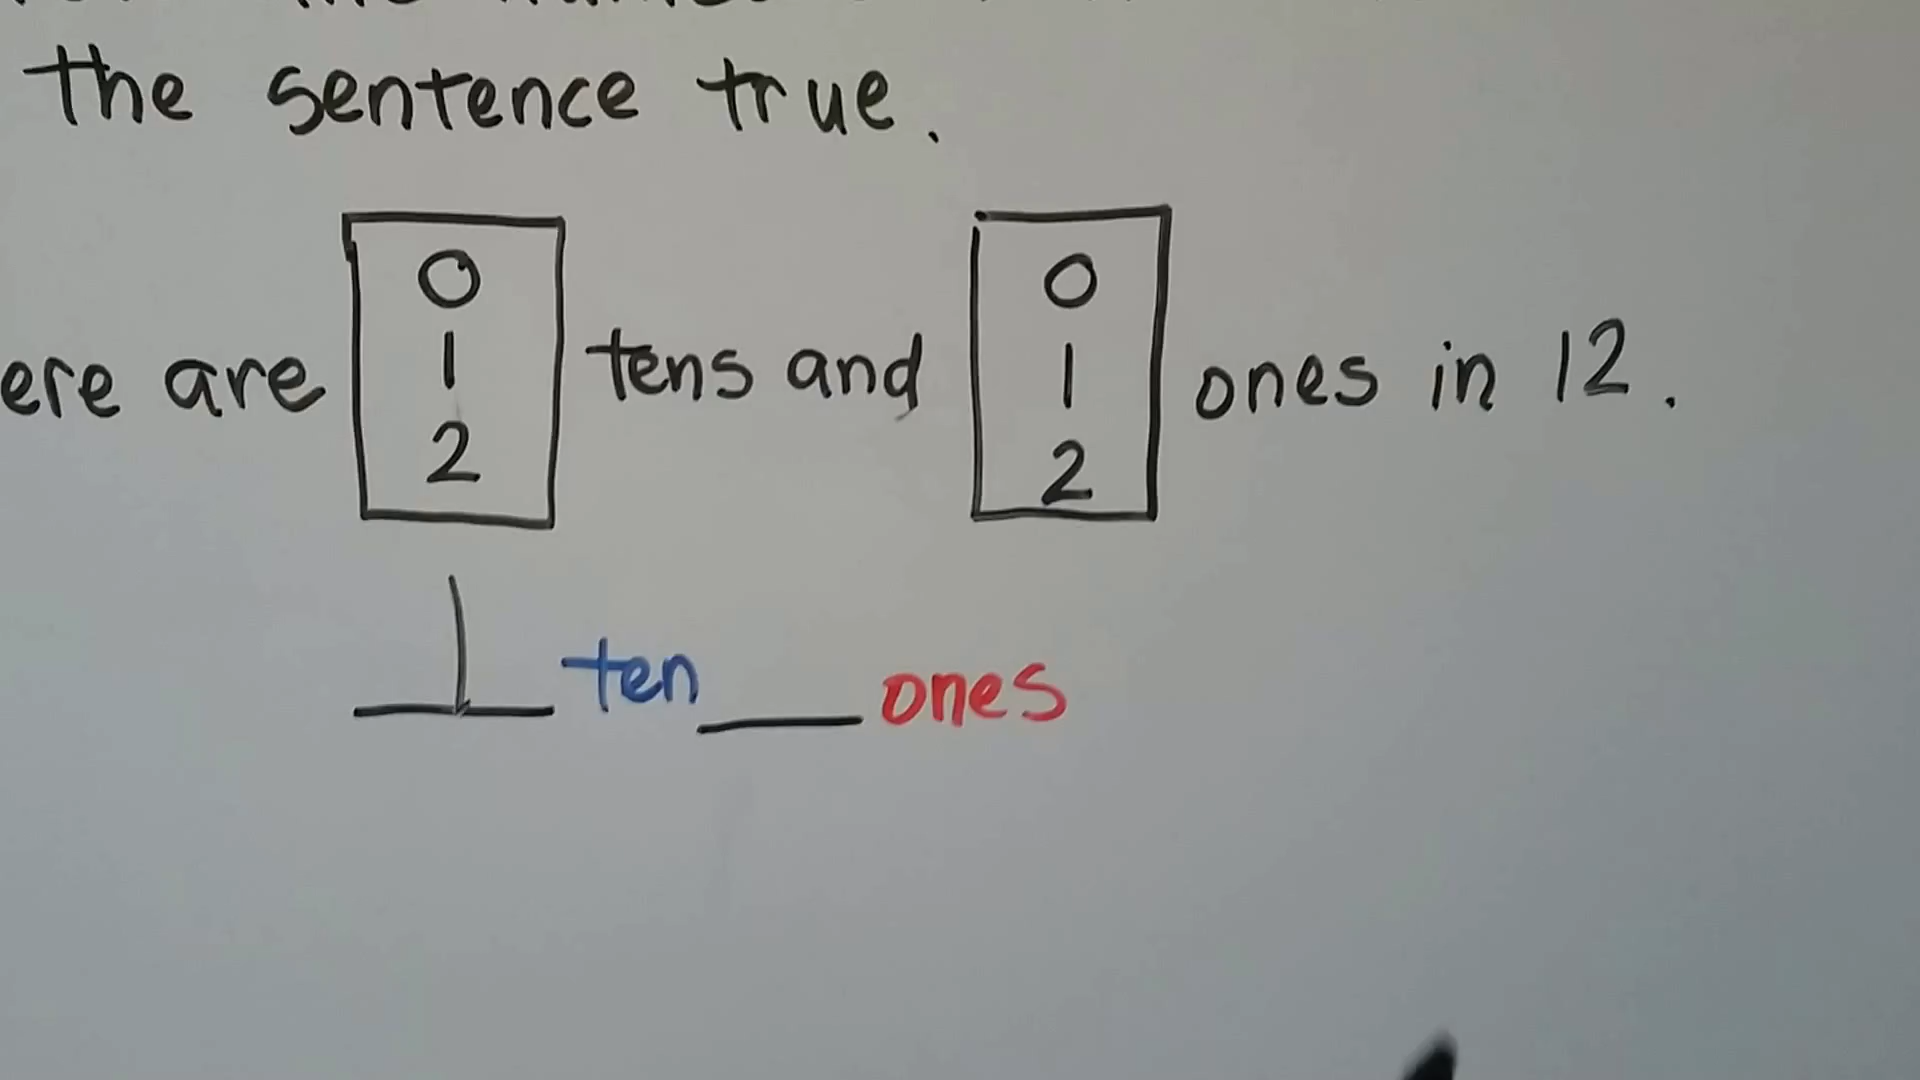 the sentence true.
ere are 0 1 2 tens and 0 1 2 ones in 12.
1 ten ___ ones